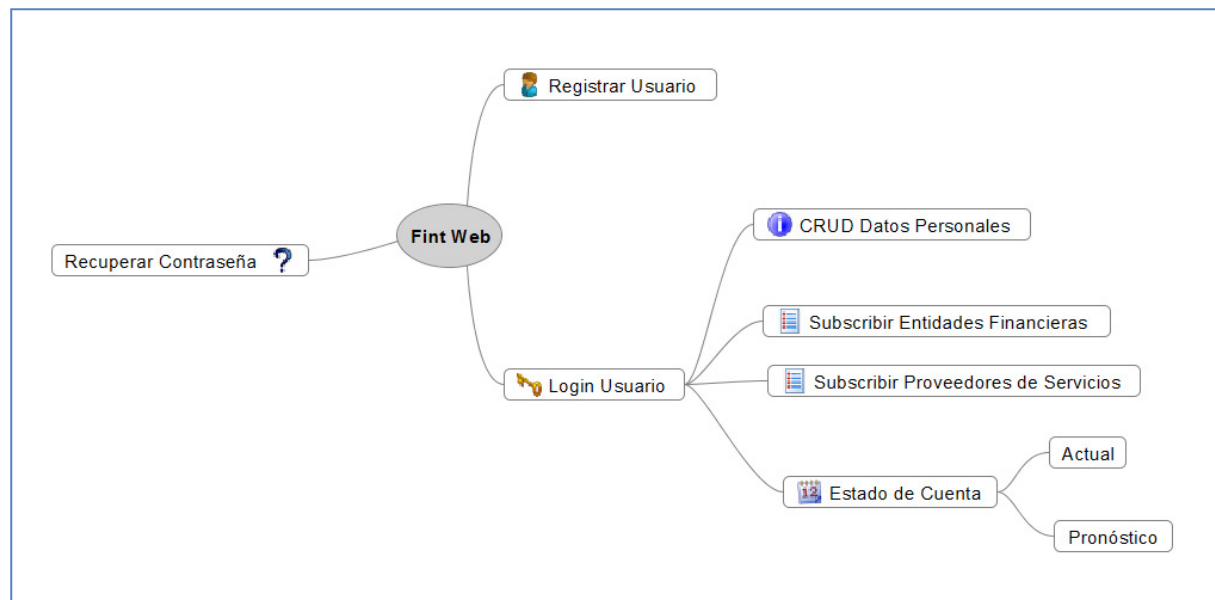 Registrar Usuario
Fint Web
Recuperar Contraseña
CRUD Datos Personales
Subscribir Entidades Financieras
Login Usuario
Subscribir Proveedores de Servicios
Actual
12
Estado de Cuenta
Pronóstico